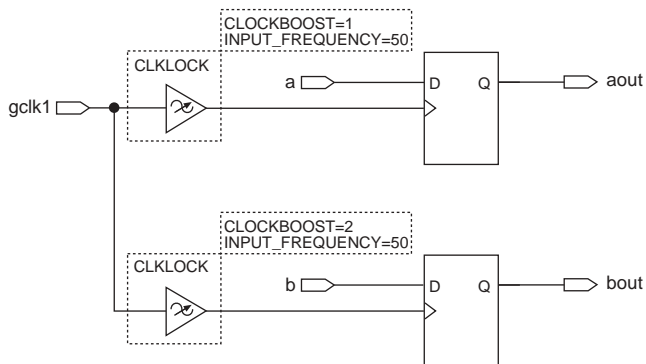 CLOCKBOOST=1
INPUT_FREQUENCY=50
CLKLOCK
a
D
Q
aout
gclk1
CLOCKBOOST=2
INPUT_FREQUENCY=50
CLKLOCK
b
D
Q
bout